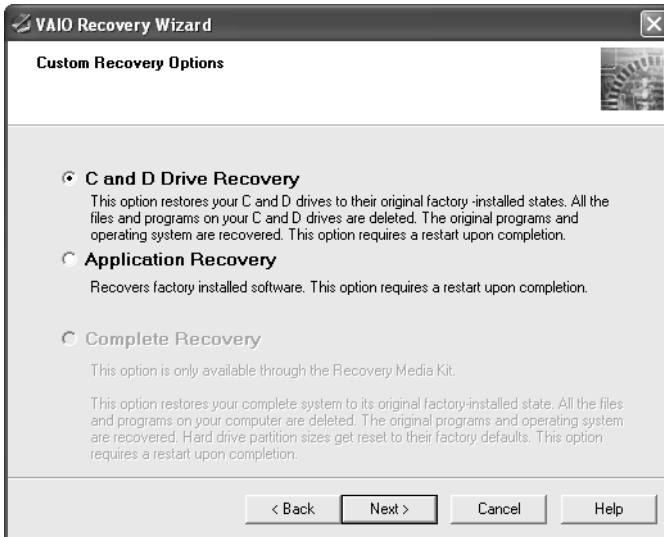 VAIO Recovery Wizard
Custom Recovery Options
C and D Drive Recovery
This option restores your C and D drives to their original factory -installed states. All the
files and programs on your C and D drives are deleted. The original programs and
operating system are recovered. This option requires a restart upon completion.
Application Recovery
Recovers factory installed software. This option requires a restart upon completion.
Complete Recovery
This option is only available through the Recovery Media Kit.
This option restores your complete system to its original factory-installed state. All the files
and programs on your computer are deleted. The original programs and operating system
are recovered. Hard drive partition sizes get reset to their factory defaults. This option
requires a restart upon completion.
< Back
Next >
Cancel
Help